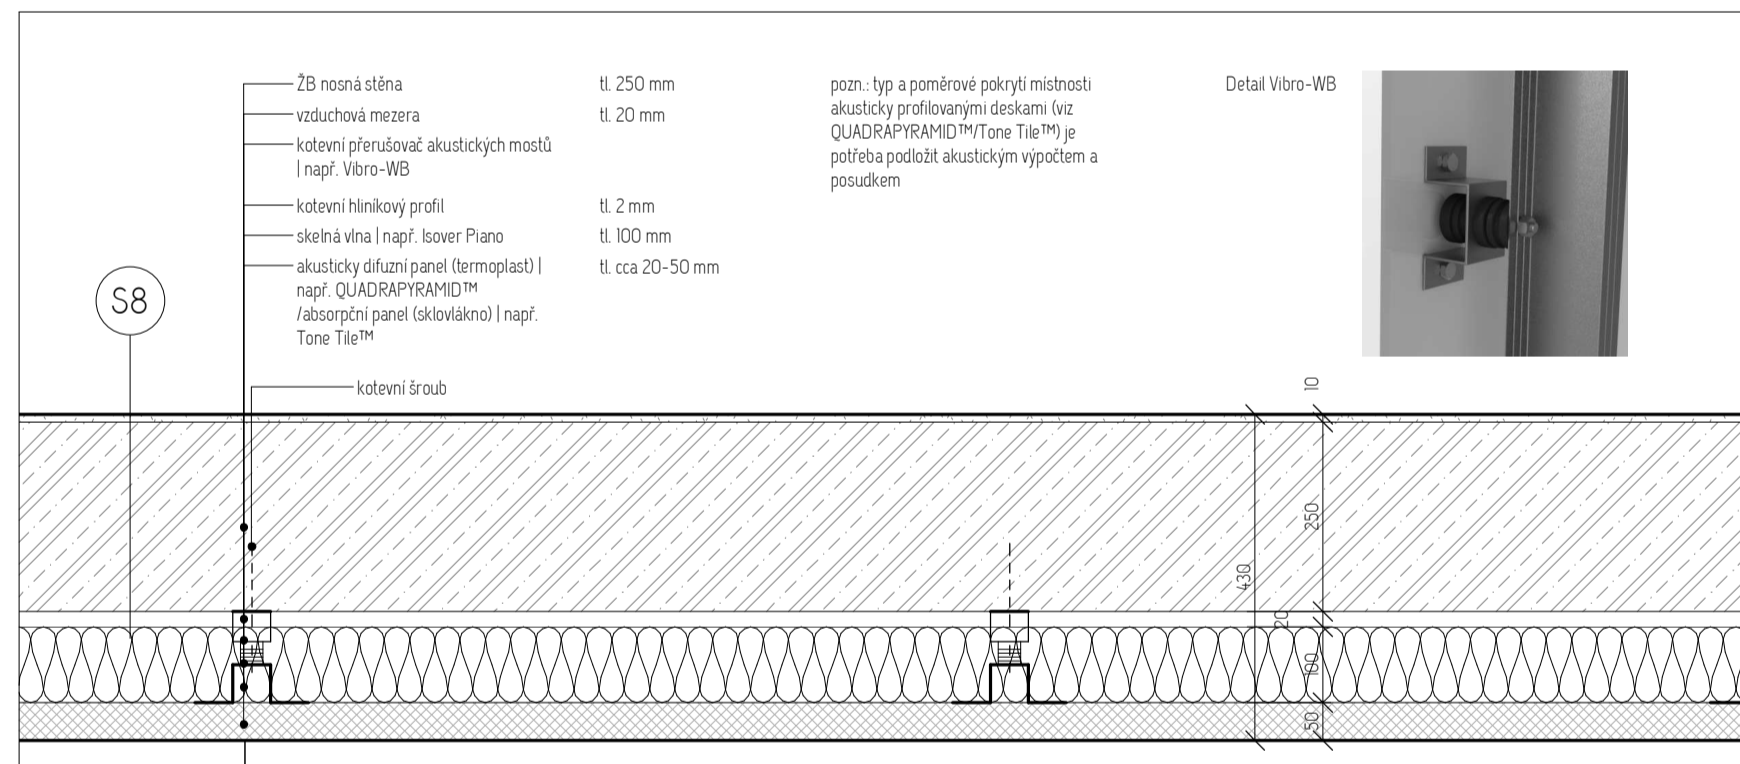 ŽB nosná stěna tl. 250 mm
vzduchová mezera tl. 20 mm
kotevní přerušovač akustických mostů
| např. Vibro-WB
kotevní hliníkový profil tl. 2 mm
skelná vlna | např. Isover Piano tl. 100 mm
akusticky difuzní panel (termoplast) | tl. cca 20-50 mm
např. QUADRAPYRAMID™
/absorpční panel (sklovlákno) | např.
Tone Tile™
kotevní šroub
pozn.: typ a poměrové pokrytí místnosti
akusticky profilovanými deskami (viz
QUADRAPYRAMID™/Tone Tile™) je
potřeba podložit akustickým výpočtem a
posudkem
Detail Vibro-WB
S8
10
250
430
20
100
50